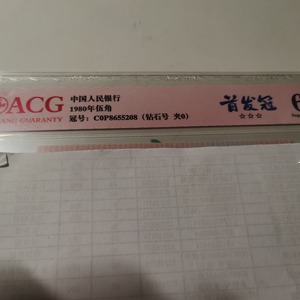 ACG
GUARANTY
中国人民银行
1980年伍角
冠号：C0P8655208（钻石号 夹0）
首发冠
☆☆☆